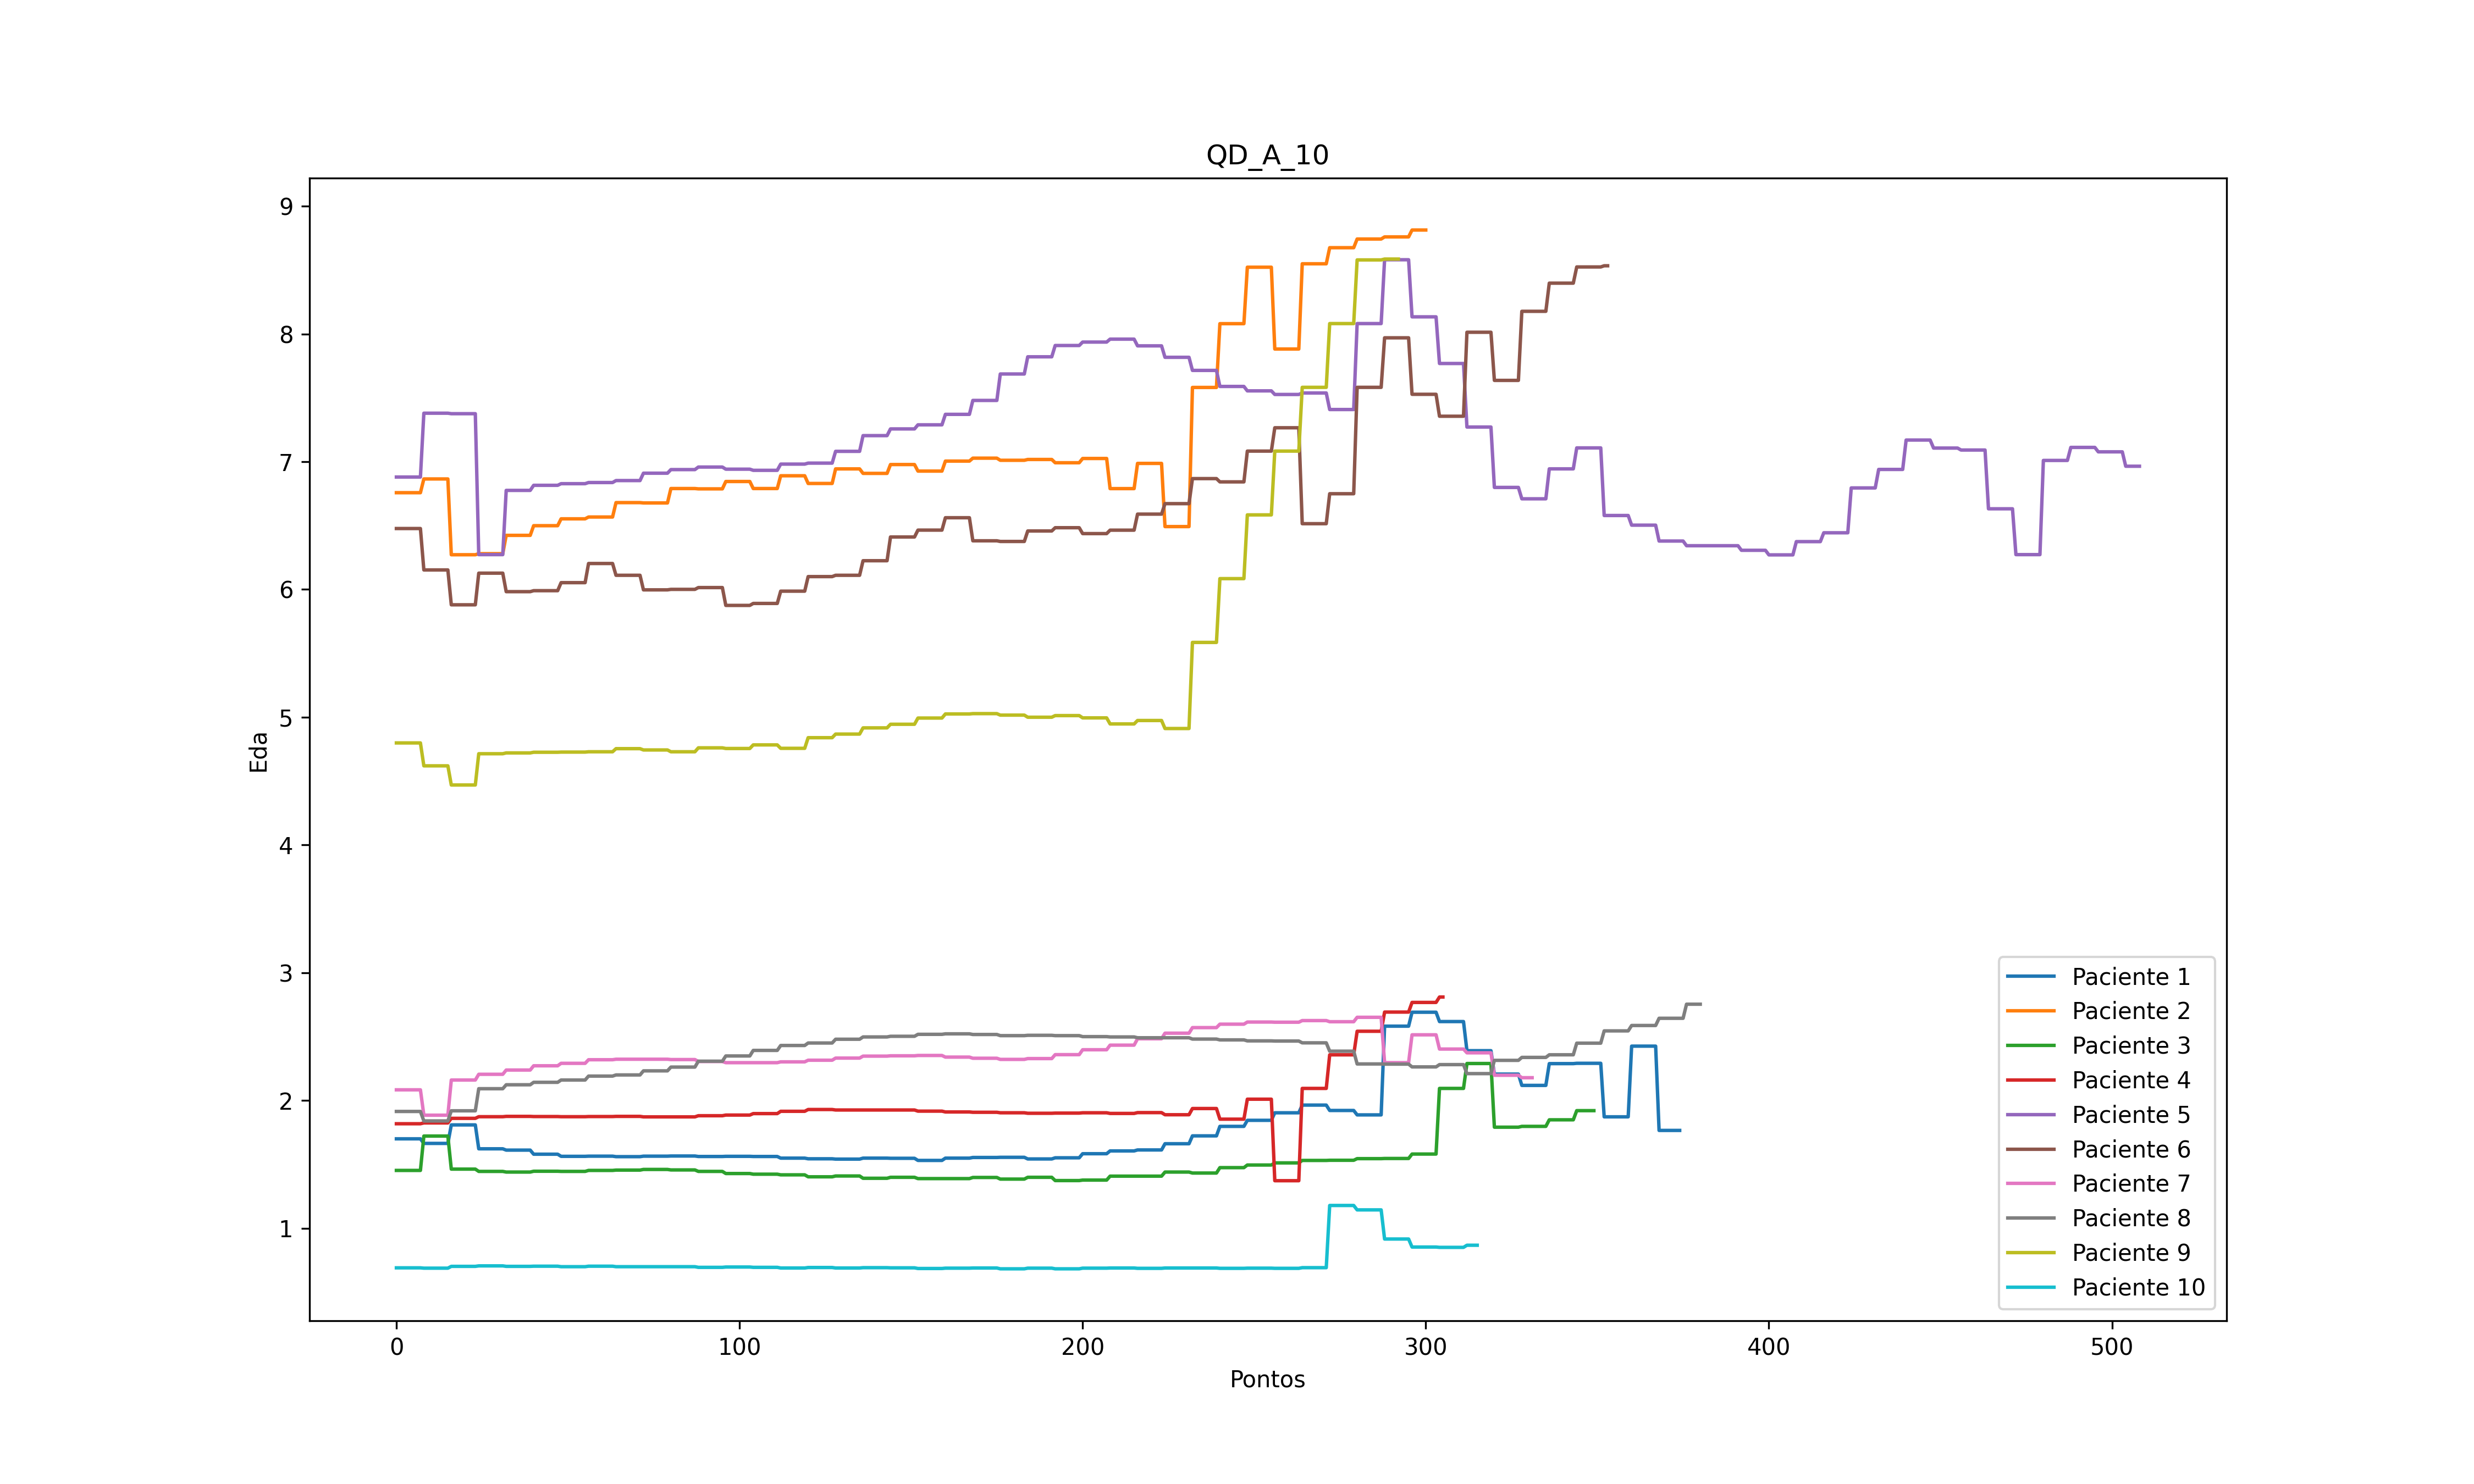 QD_A_10
9
8
7
6
5
4
3
2
1
Eda
0 100 200 300 400 500
Pontos
Paciente 1
Paciente 2
Paciente 3
Paciente 4
Paciente 5
Paciente 6
Paciente 7
Paciente 8
Paciente 9
Paciente 10